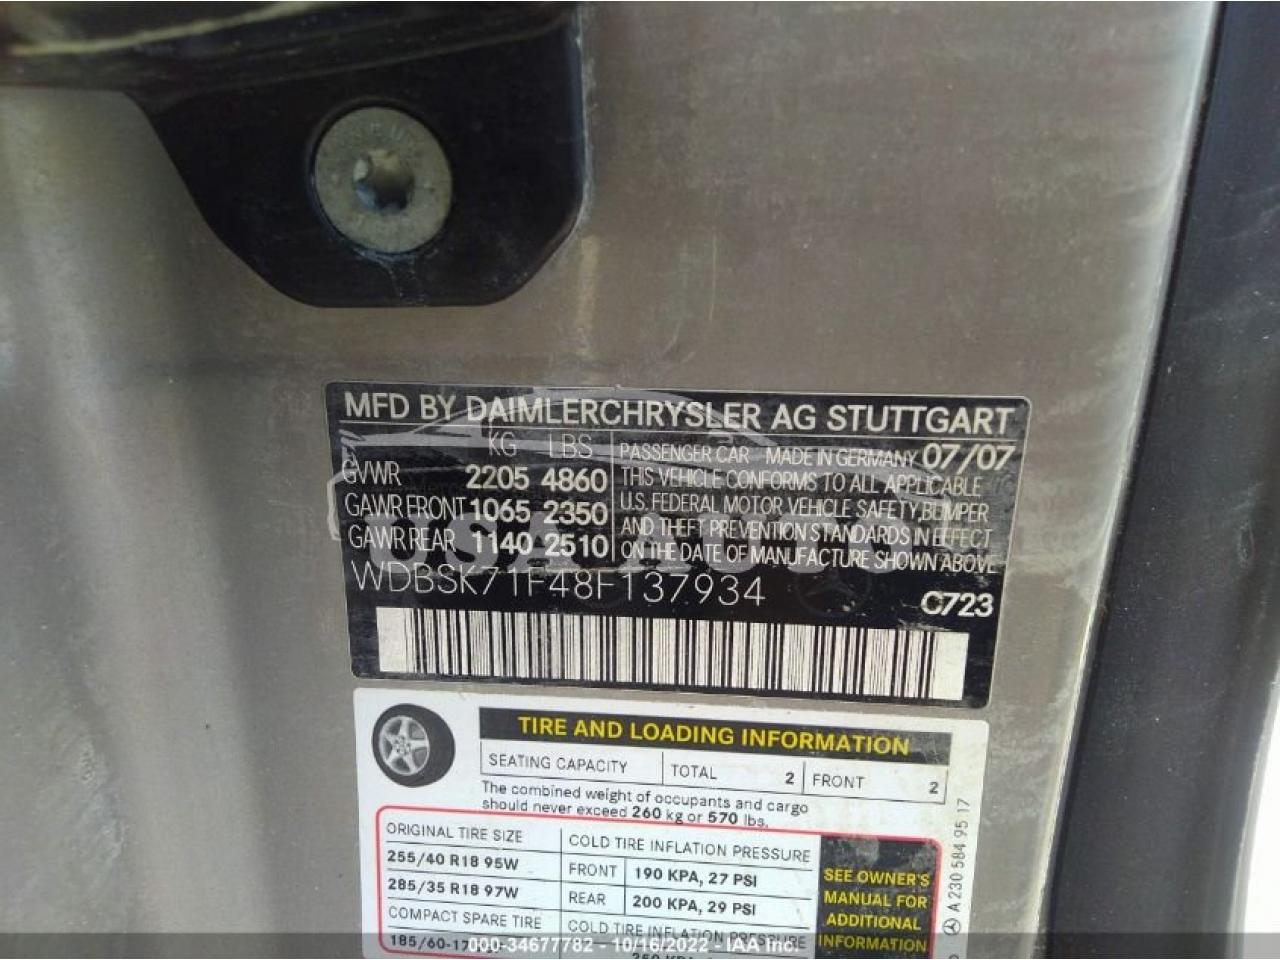 MFD BY DAIMLERCHRYSLER AG STUTTGART
KG LBS
GVWR 2205 4860
GAWR FRONT 1065 2350
GAWR REAR 1140 2510
PASSENGER CAR MADE IN GERMANY 07/07
THIS VEHICLE CONFORMS TO ALL APPLICABLE
U.S. FEDERAL MOTOR VEHICLE SAFETY, BUMPER
AND THEFT PREVENTION STANDARDS IN EFFECT
ON THE DATE OF MANUFACTURE SHOWN ABOVE
WDBSK71F48F137934
C723
USA AUTO
TIRE AND LOADING INFORMATION
SEATING CAPACITY TOTAL 2 FRONT 2
The combined weight of occupants and cargo
should never exceed 260 kg or 570 lbs.
ORIGINAL TIRE SIZE
255/40 R18 95W
285/35 R18 97W
COMPACT SPARE TIRE
185/60-17
COLD TIRE INFLATION PRESSURE
FRONT 190 KPA, 27 PSI
REAR 200 KPA, 29 PSI
COLD TIRE INFLATION PRESSURE
SEE OWNER'S
MANUAL FOR
ADDITIONAL
INFORMATION
A 230 584 95 17
000-34677782 - 10/16/2022 - IAA Inc.